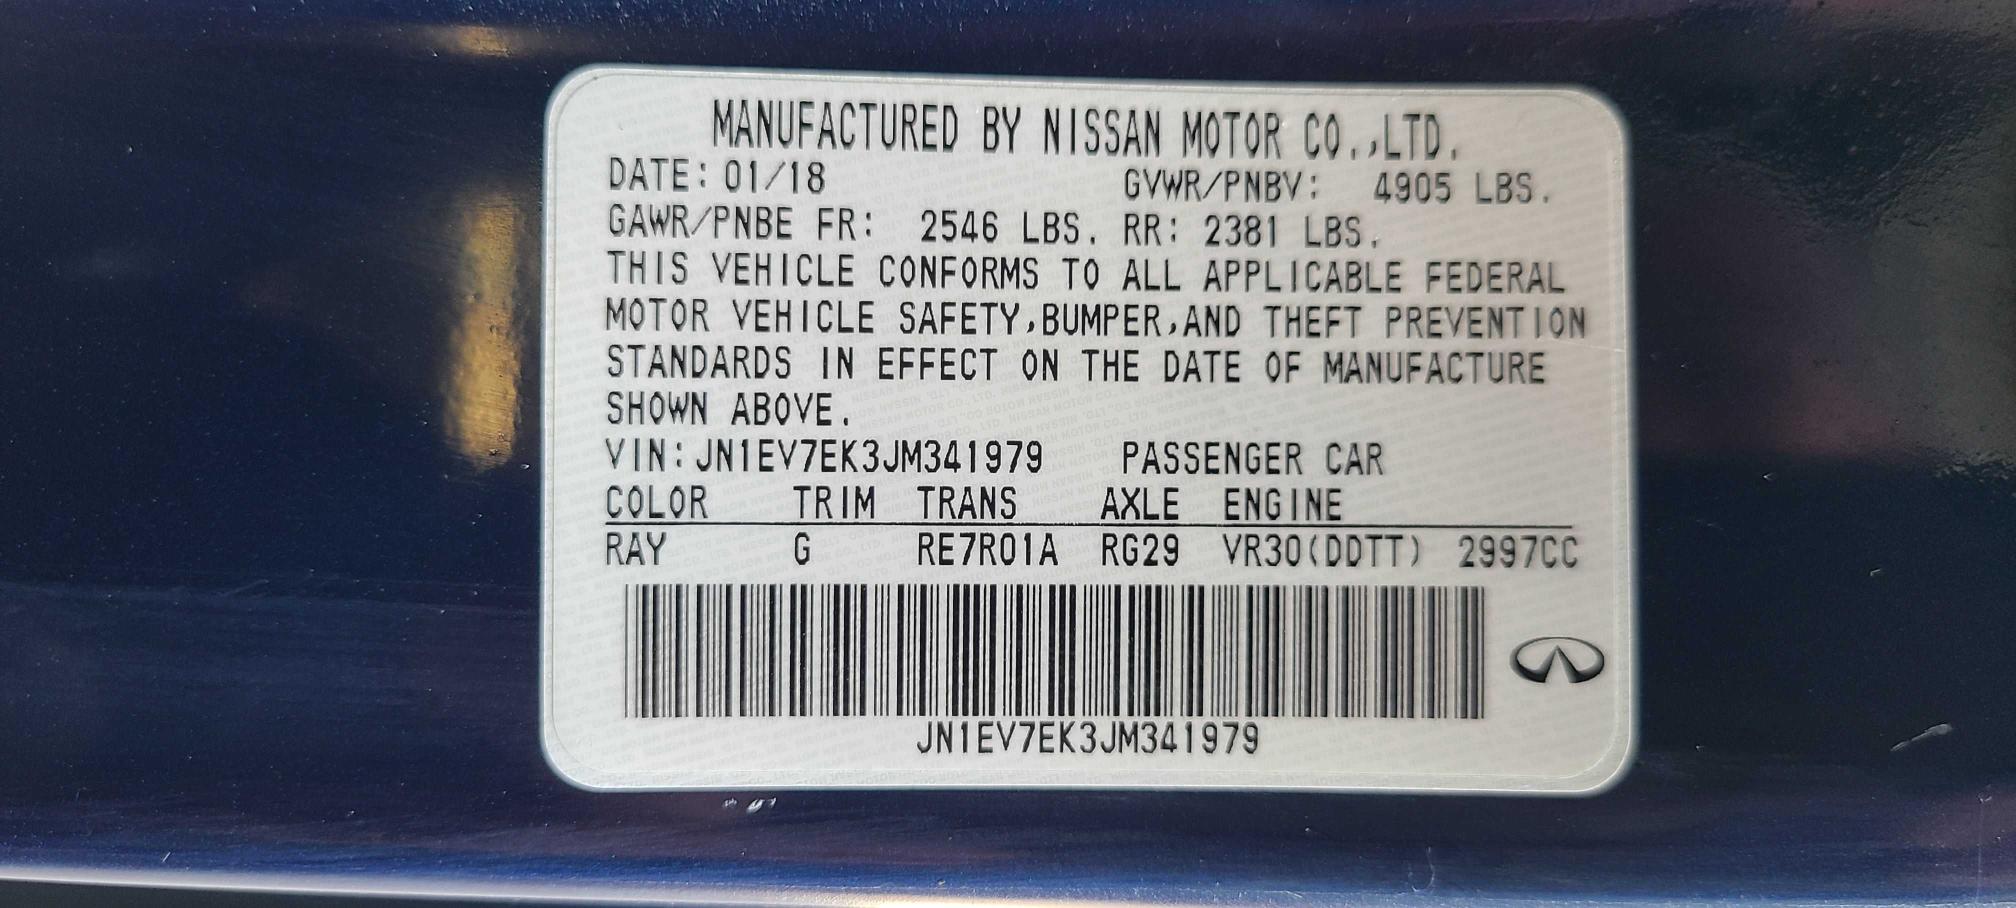 MANUFACTURED BY NISSAN MOTOR CO.,LTD.
DATE: 01/18 GVWR/PNBV: 4905 LBS.
GAWR/PNBE FR: 2546 LBS. RR: 2381 LBS.
THIS VEHICLE CONFORMS TO ALL APPLICABLE FEDERAL
MOTOR VEHICLE SAFETY,BUMPER,AND THEFT PREVENTION
STANDARDS IN EFFECT ON THE DATE OF MANUFACTURE
SHOWN ABOVE.
VIN: JN1EV7EK3JM341979 PASSENGER CAR
COLOR TRIM TRANS AXLE ENGINE
RAY G RE7R01A RG29 VR30(DDTT) 2997CC
JN1EV7EK3JM341979